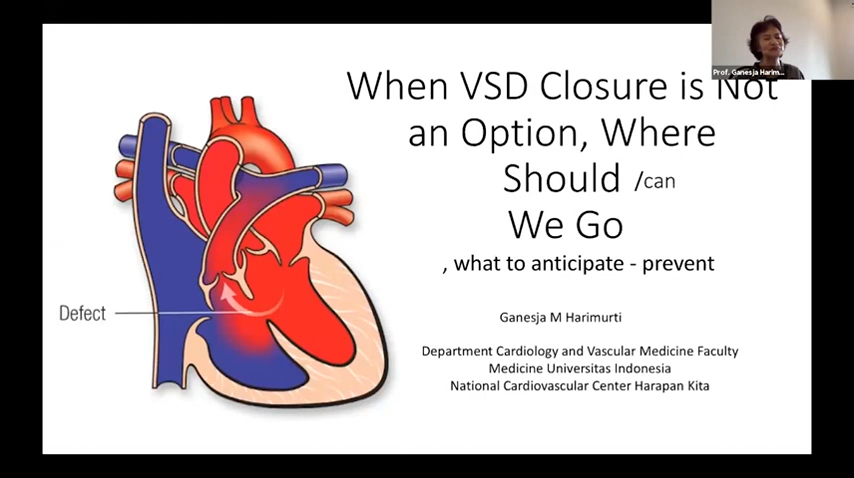 Prof. Ganesja Harim...
When VSD Closure is Not
an Option, Where
Should /can
We Go
, what to anticipate - prevent
Defect
Ganesja M Harimurti
Department Cardiology and Vascular Medicine Faculty
Medicine Universitas Indonesia
National Cardiovascular Center Harapan Kita